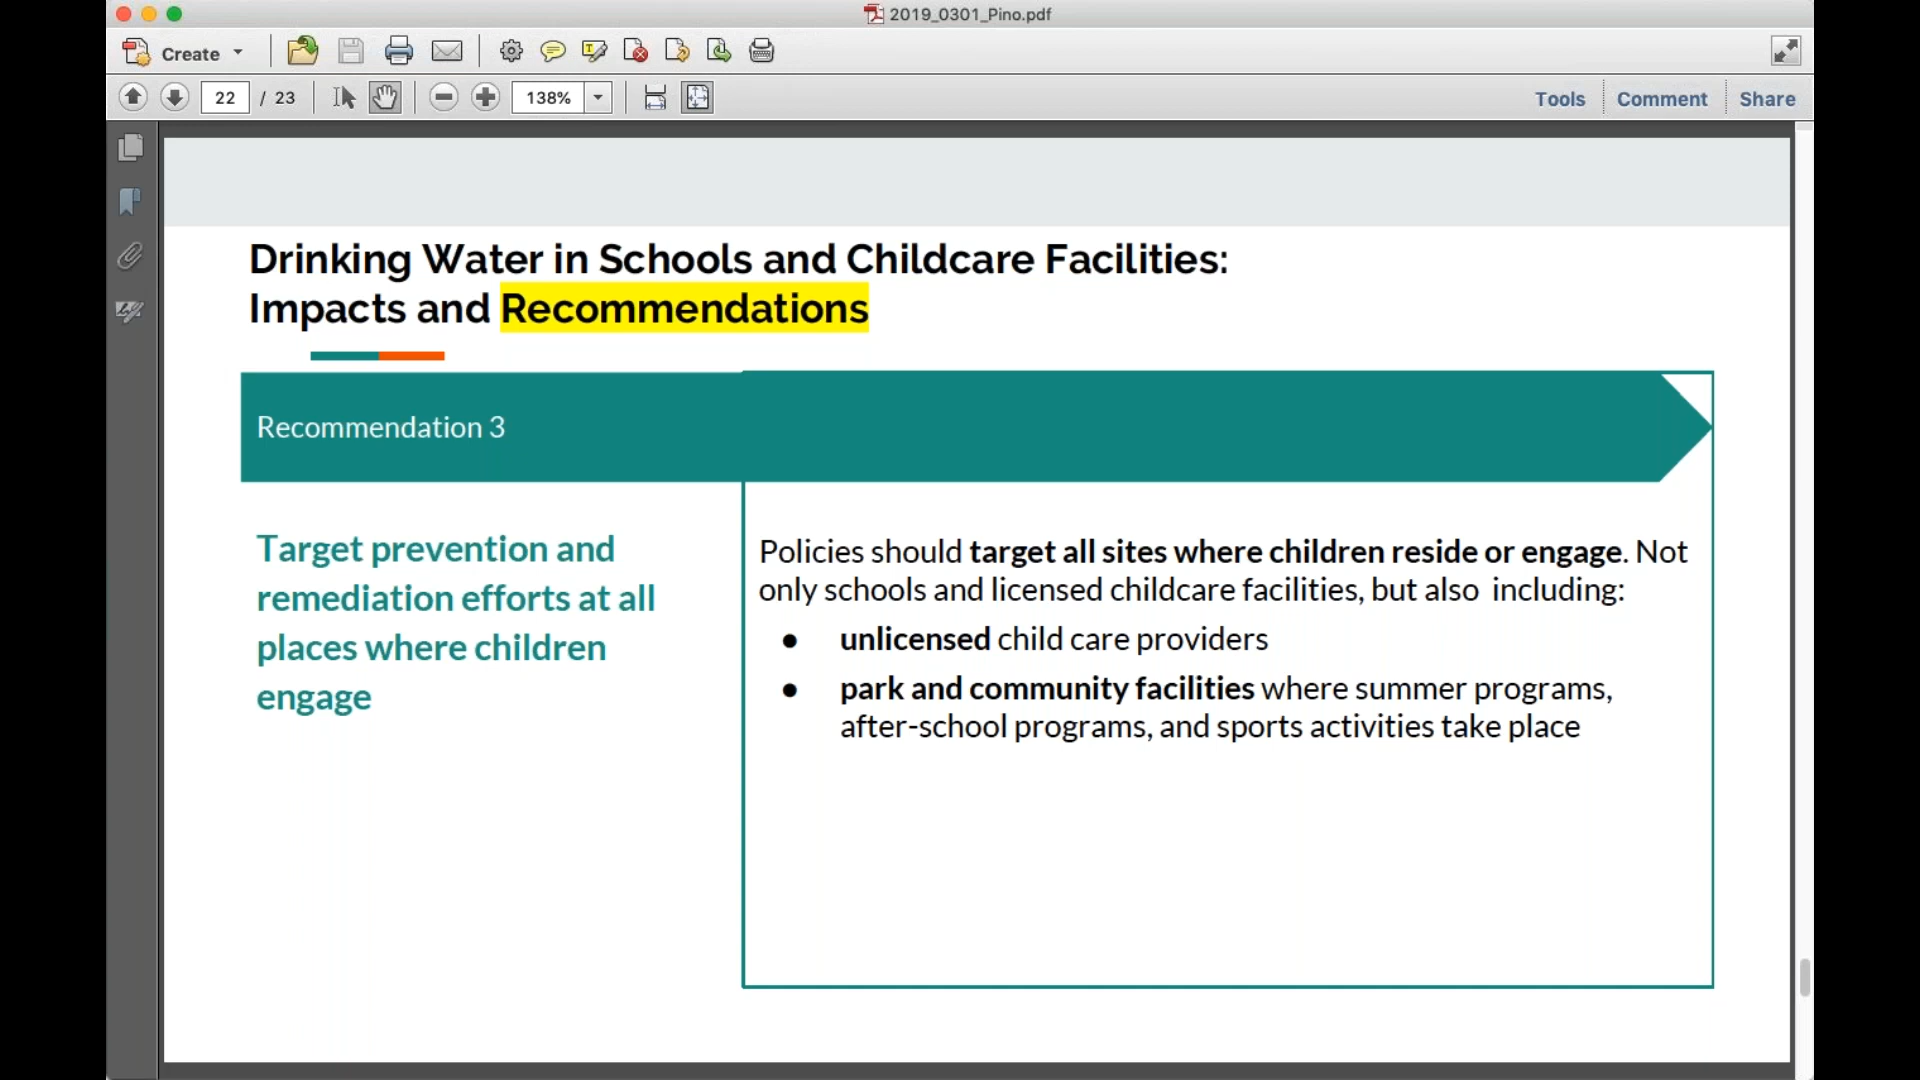 2019_0301_Pino.pdf
Create
22 / 23
138%
Tools Comment Share
Drinking Water in Schools and Childcare Facilities:
Impacts and Recommendations
Recommendation 3
Target prevention and
remediation efforts at all
places where children
engage
Policies should target all sites where children reside or engage. Not
only schools and licensed childcare facilities, but also including:
● unlicensed child care providers
● park and community facilities where summer programs,
after-school programs, and sports activities take place